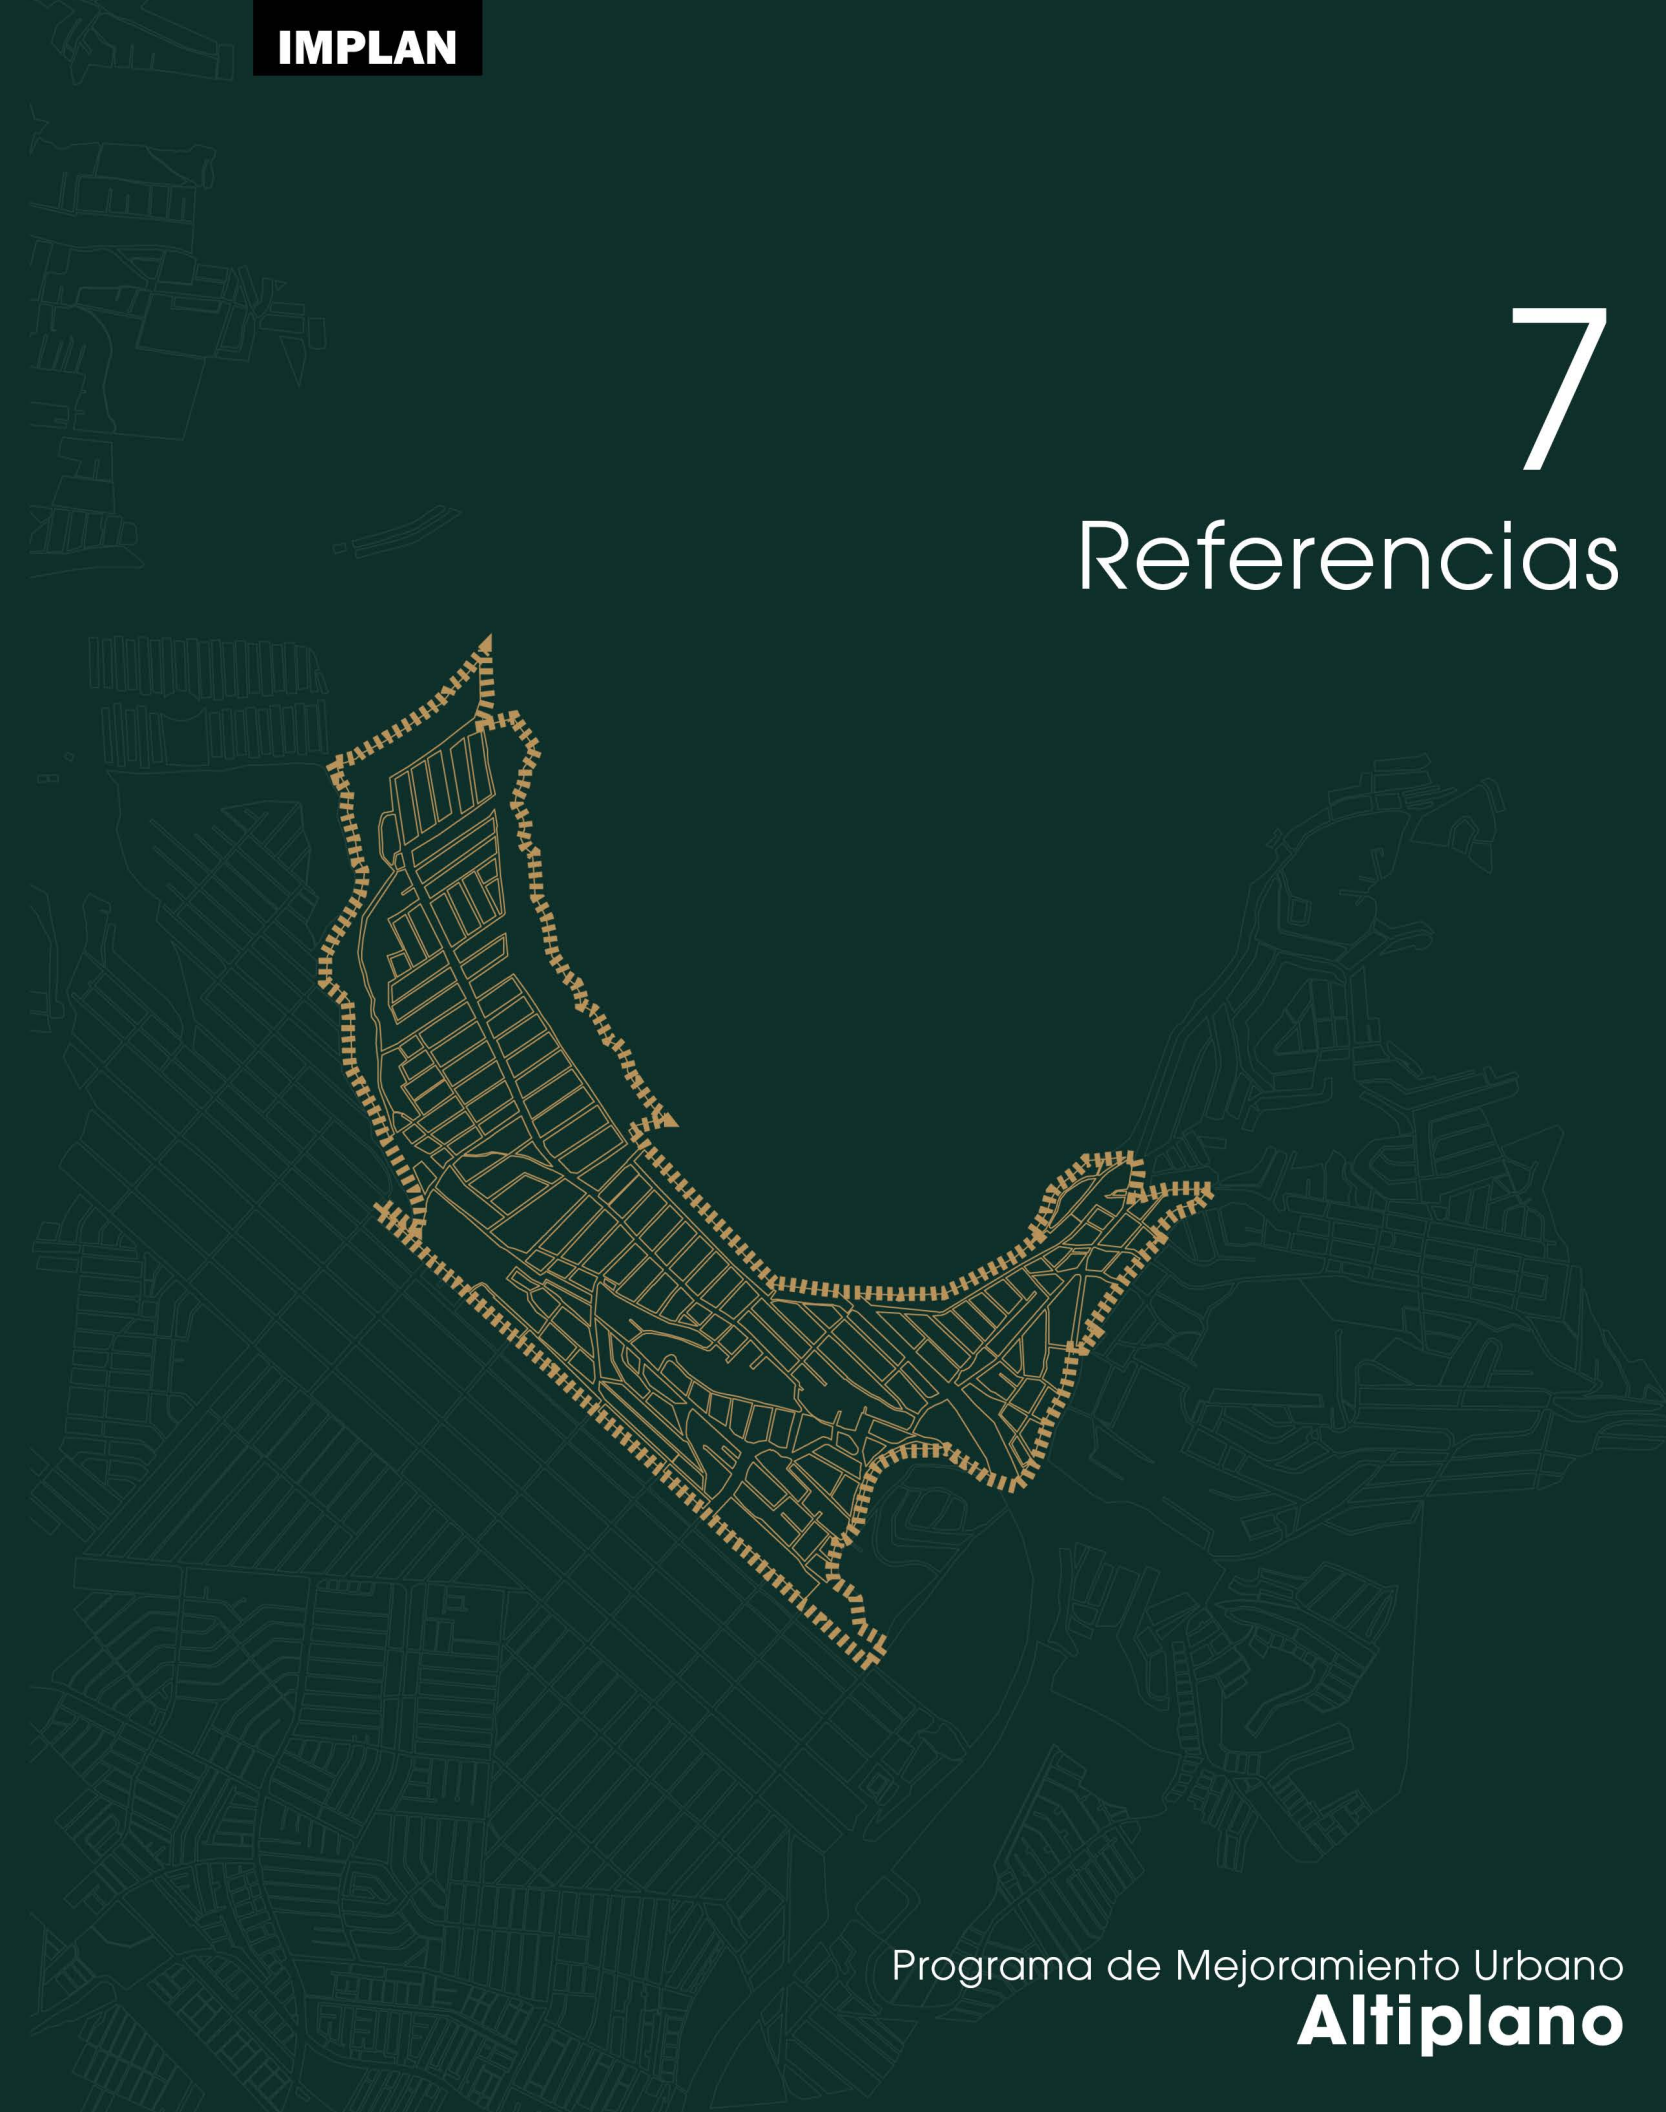 IMPLAN
7
Referencias
Programa de Mejoramiento Urbano
Altiplano